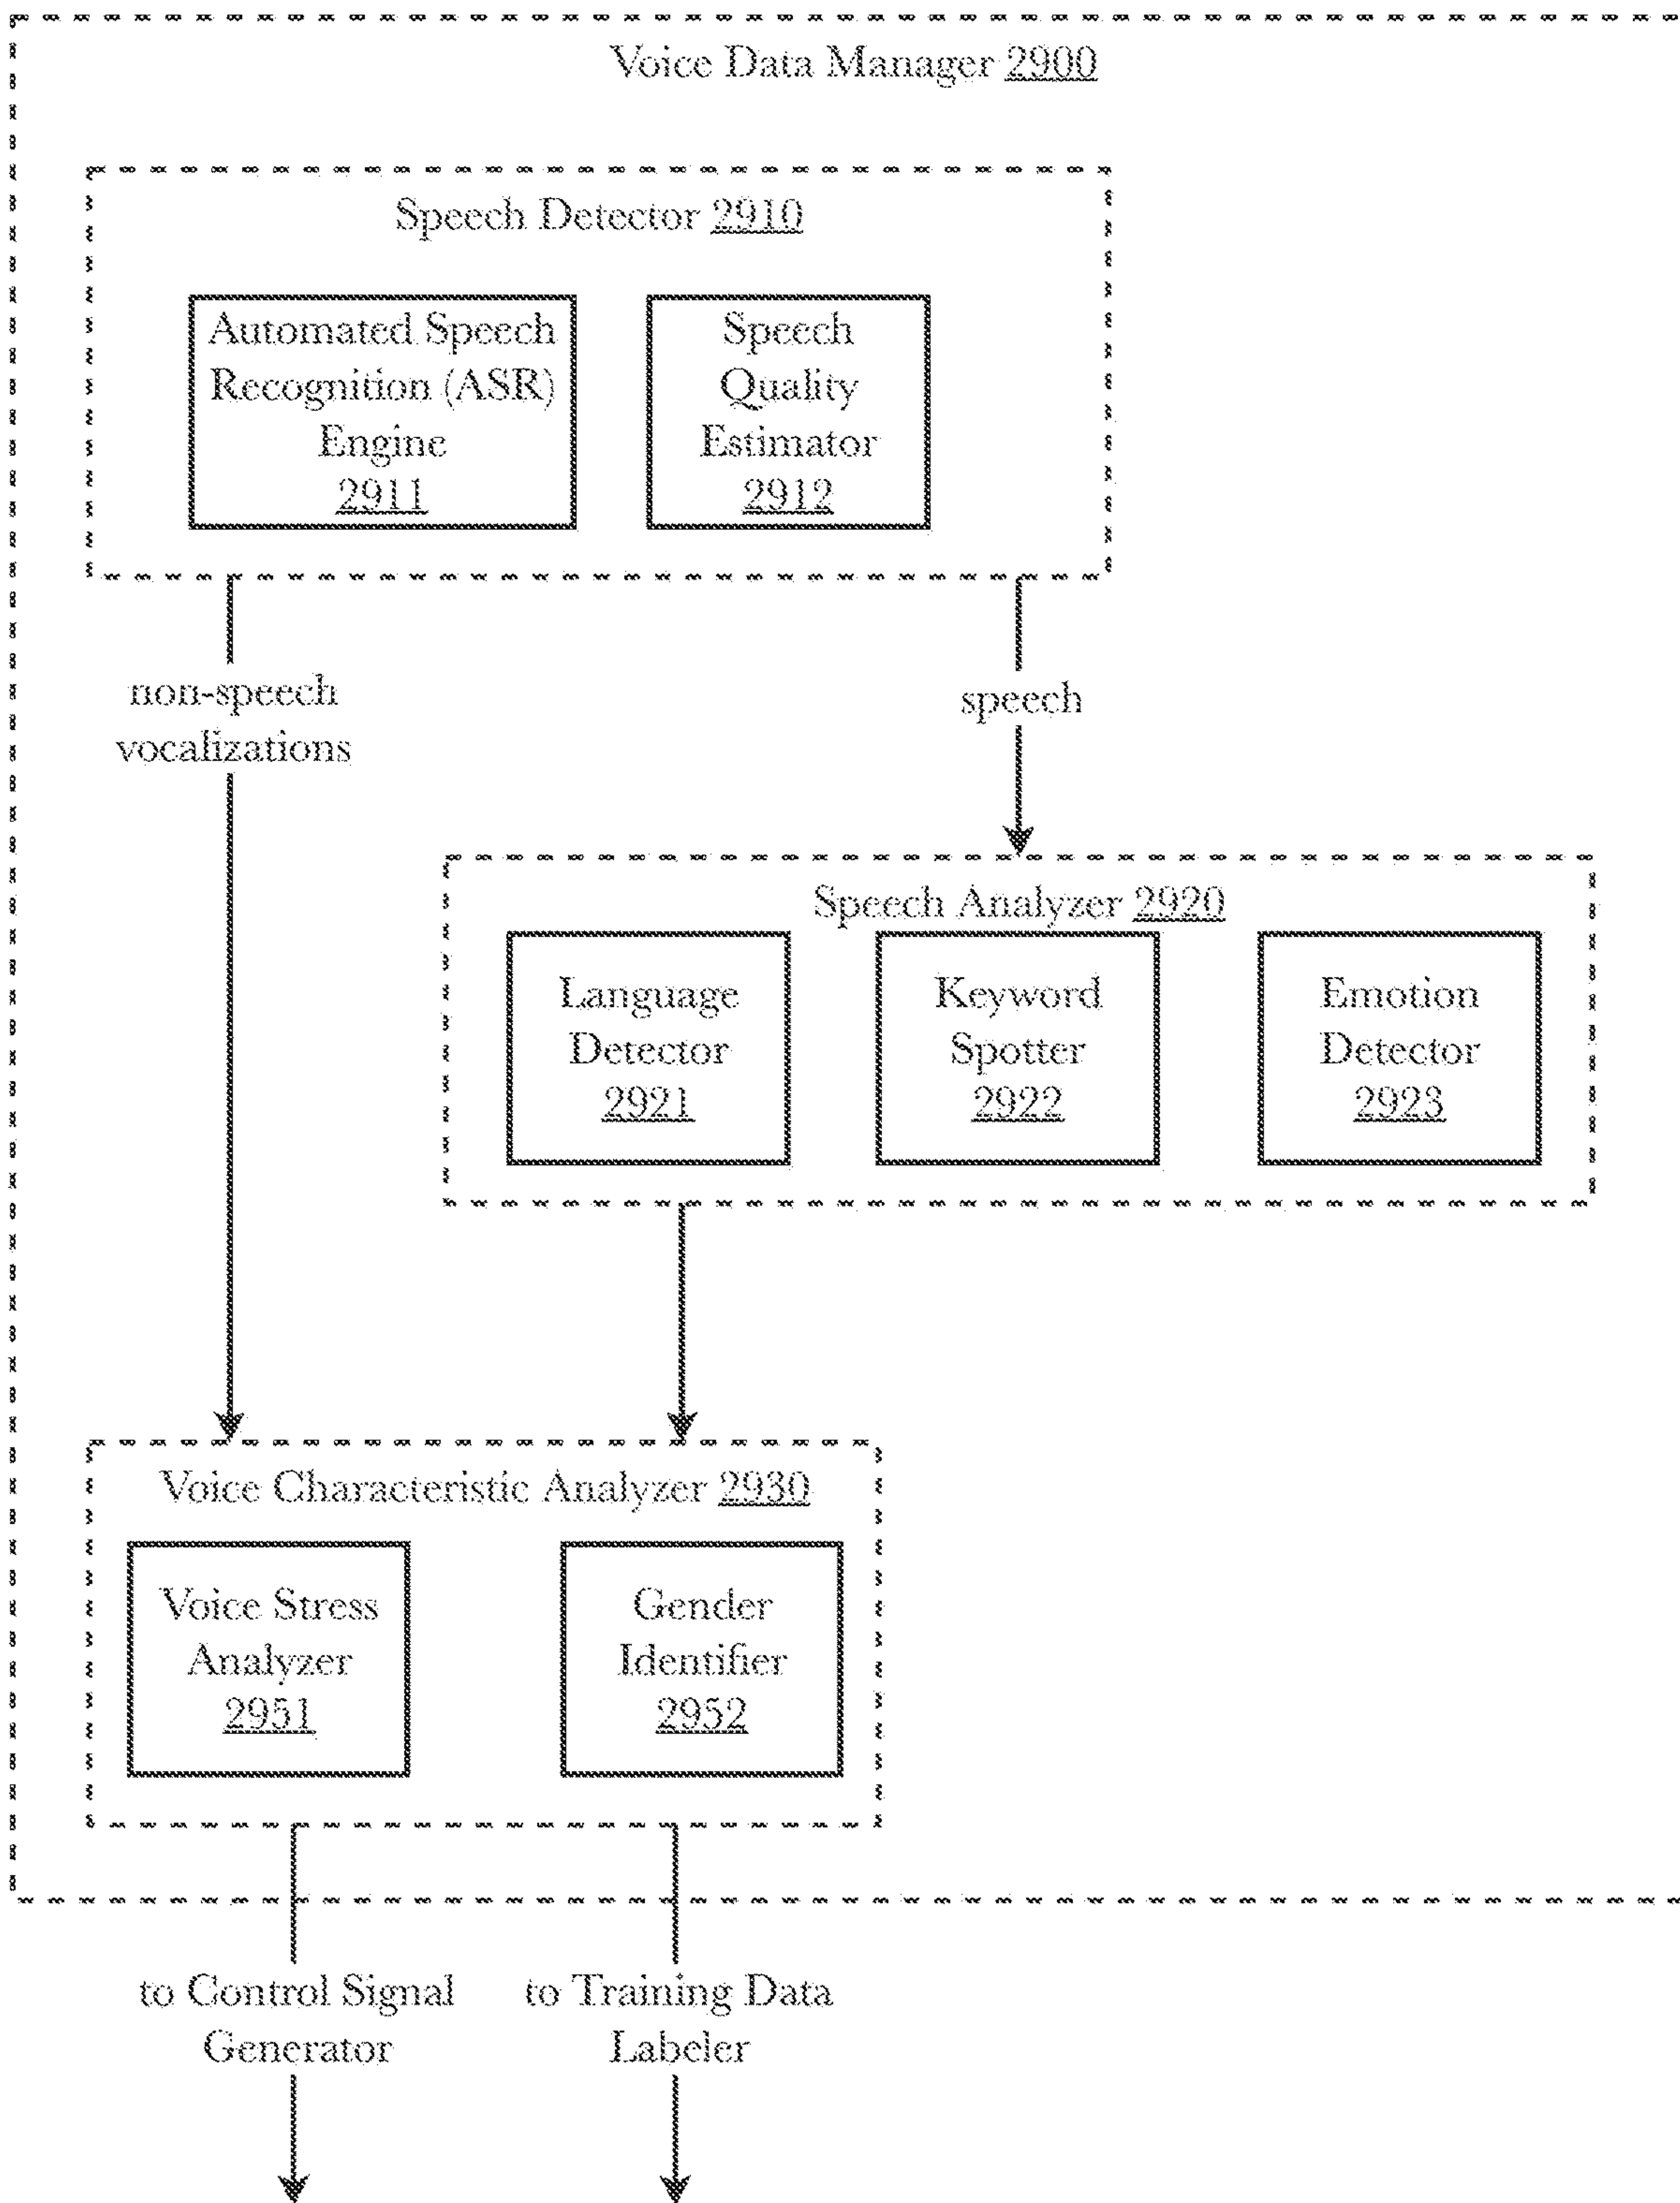 Voice Data Manager 2900
Speech Detector 2910
Automated Speech
Recognition (ASR)
Engine
2911
Speech
Quality
Estimator
2912
non-speech
vocalizations
speech
Speech Analyzer 2920
Language
Detector
2921
Keyword
Spotter
2922
Emotion
Detector
2923
Voice Characteristic Analyzer 2930
Voice Stress
Analyzer
2951
Gender
Identifier
2952
to Control Signal
Generator
to Training Data
Labeler